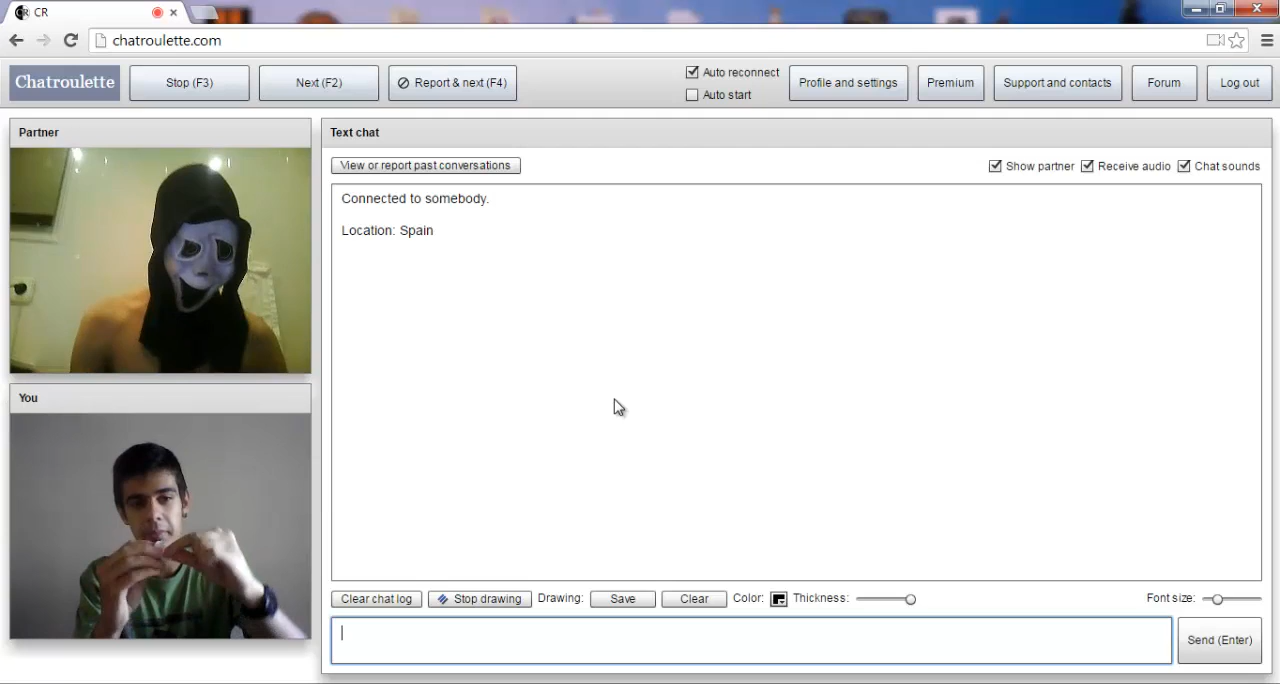 CR CR
chatroulette.com
Chatroulette Stop (F3) Next (F2) Report & next (F4) Auto reconnect Profile and settings Premium Support and contacts Forum Log out
Auto start
Partner
Text chat
View or report past conversations Show partner Receive audio Chat sounds
Connected to somebody.
Location: Spain
You
Clear chat log Stop drawing Drawing: Save Clear Color: Thickness: Font size:
Send (Enter)